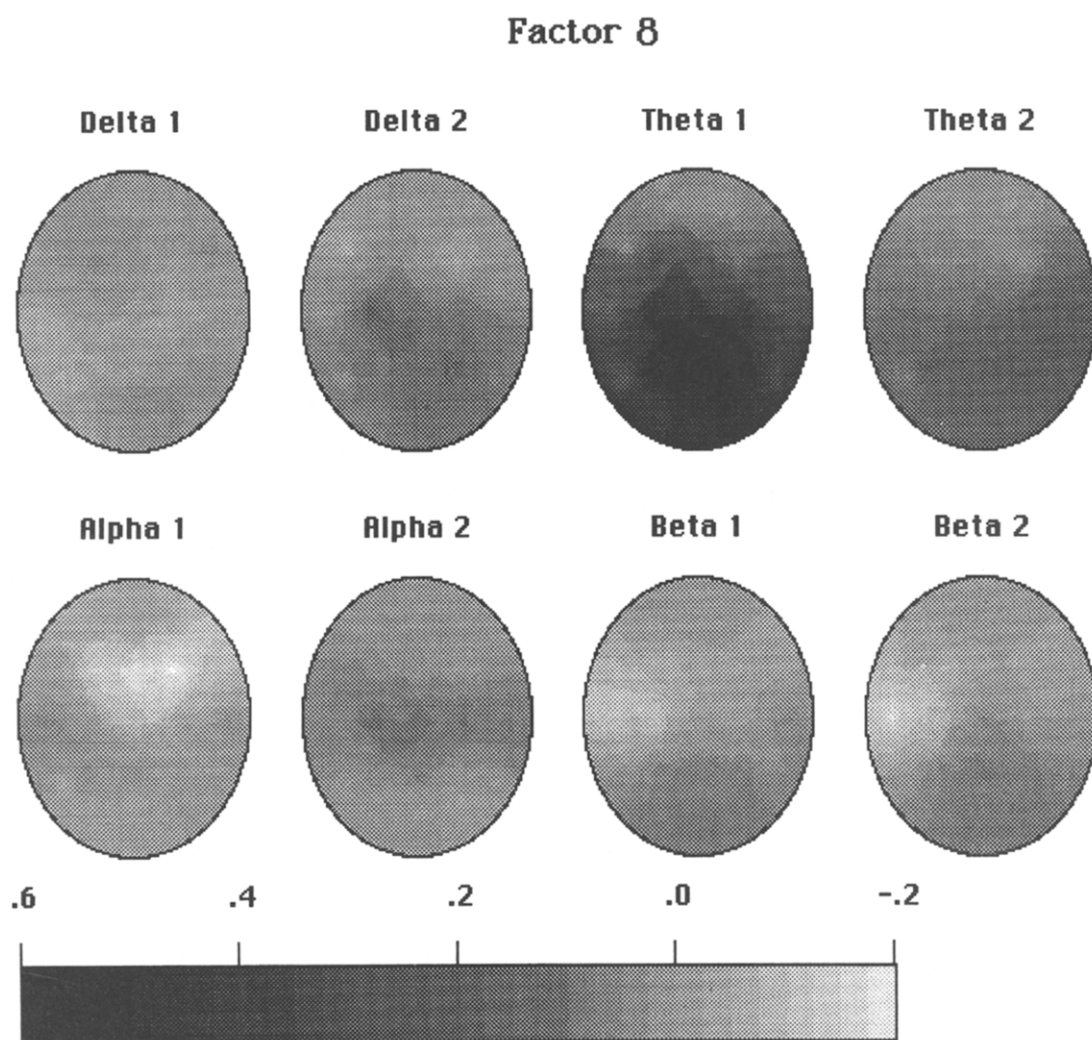 Factor 8
Delta 1 Delta 2 Theta 1 Theta 2
Alpha 1 Alpha 2 Beta 1 Beta 2
.6 .4 .2 .0 -.2